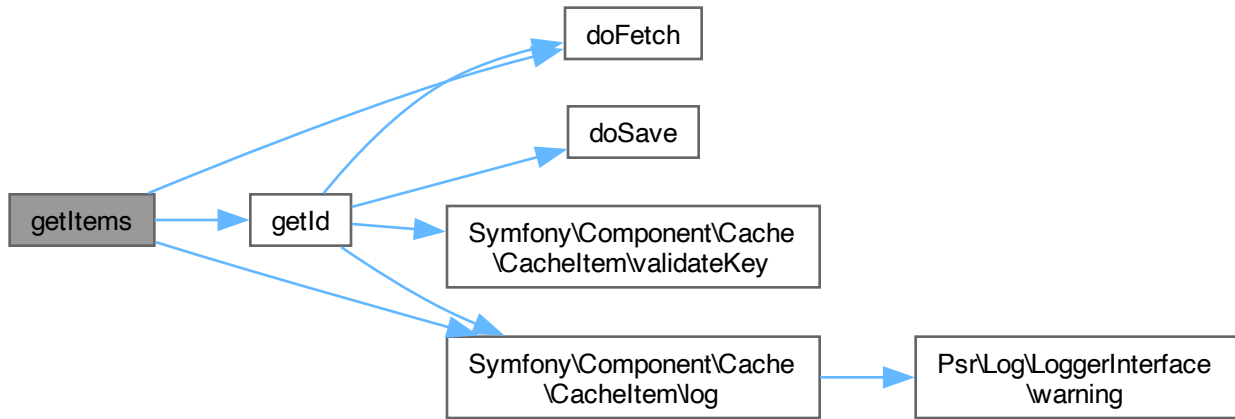 doFetch
doSave
getItems
getId
Symfony\Component\Cache
\CacheItem\validateKey
Symfony\Component\Cache
\CacheItem\log
Psr\Log\LoggerInterface
\warning